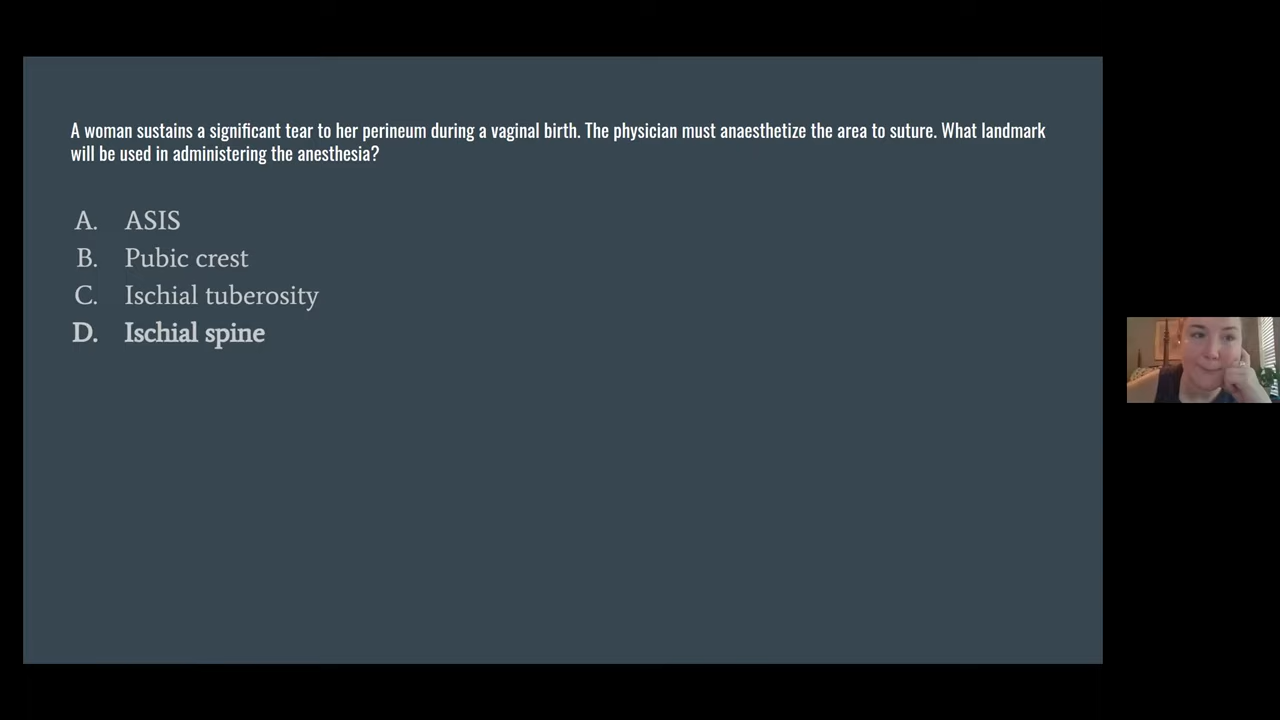 A woman sustains a significant tear to her perineum during a vaginal birth. The physician must anaesthetize the area to suture. What landmark
will be used in administering the anesthesia?
A. ASIS
B. Pubic crest
C. Ischial tuberosity
D. Ischial spine